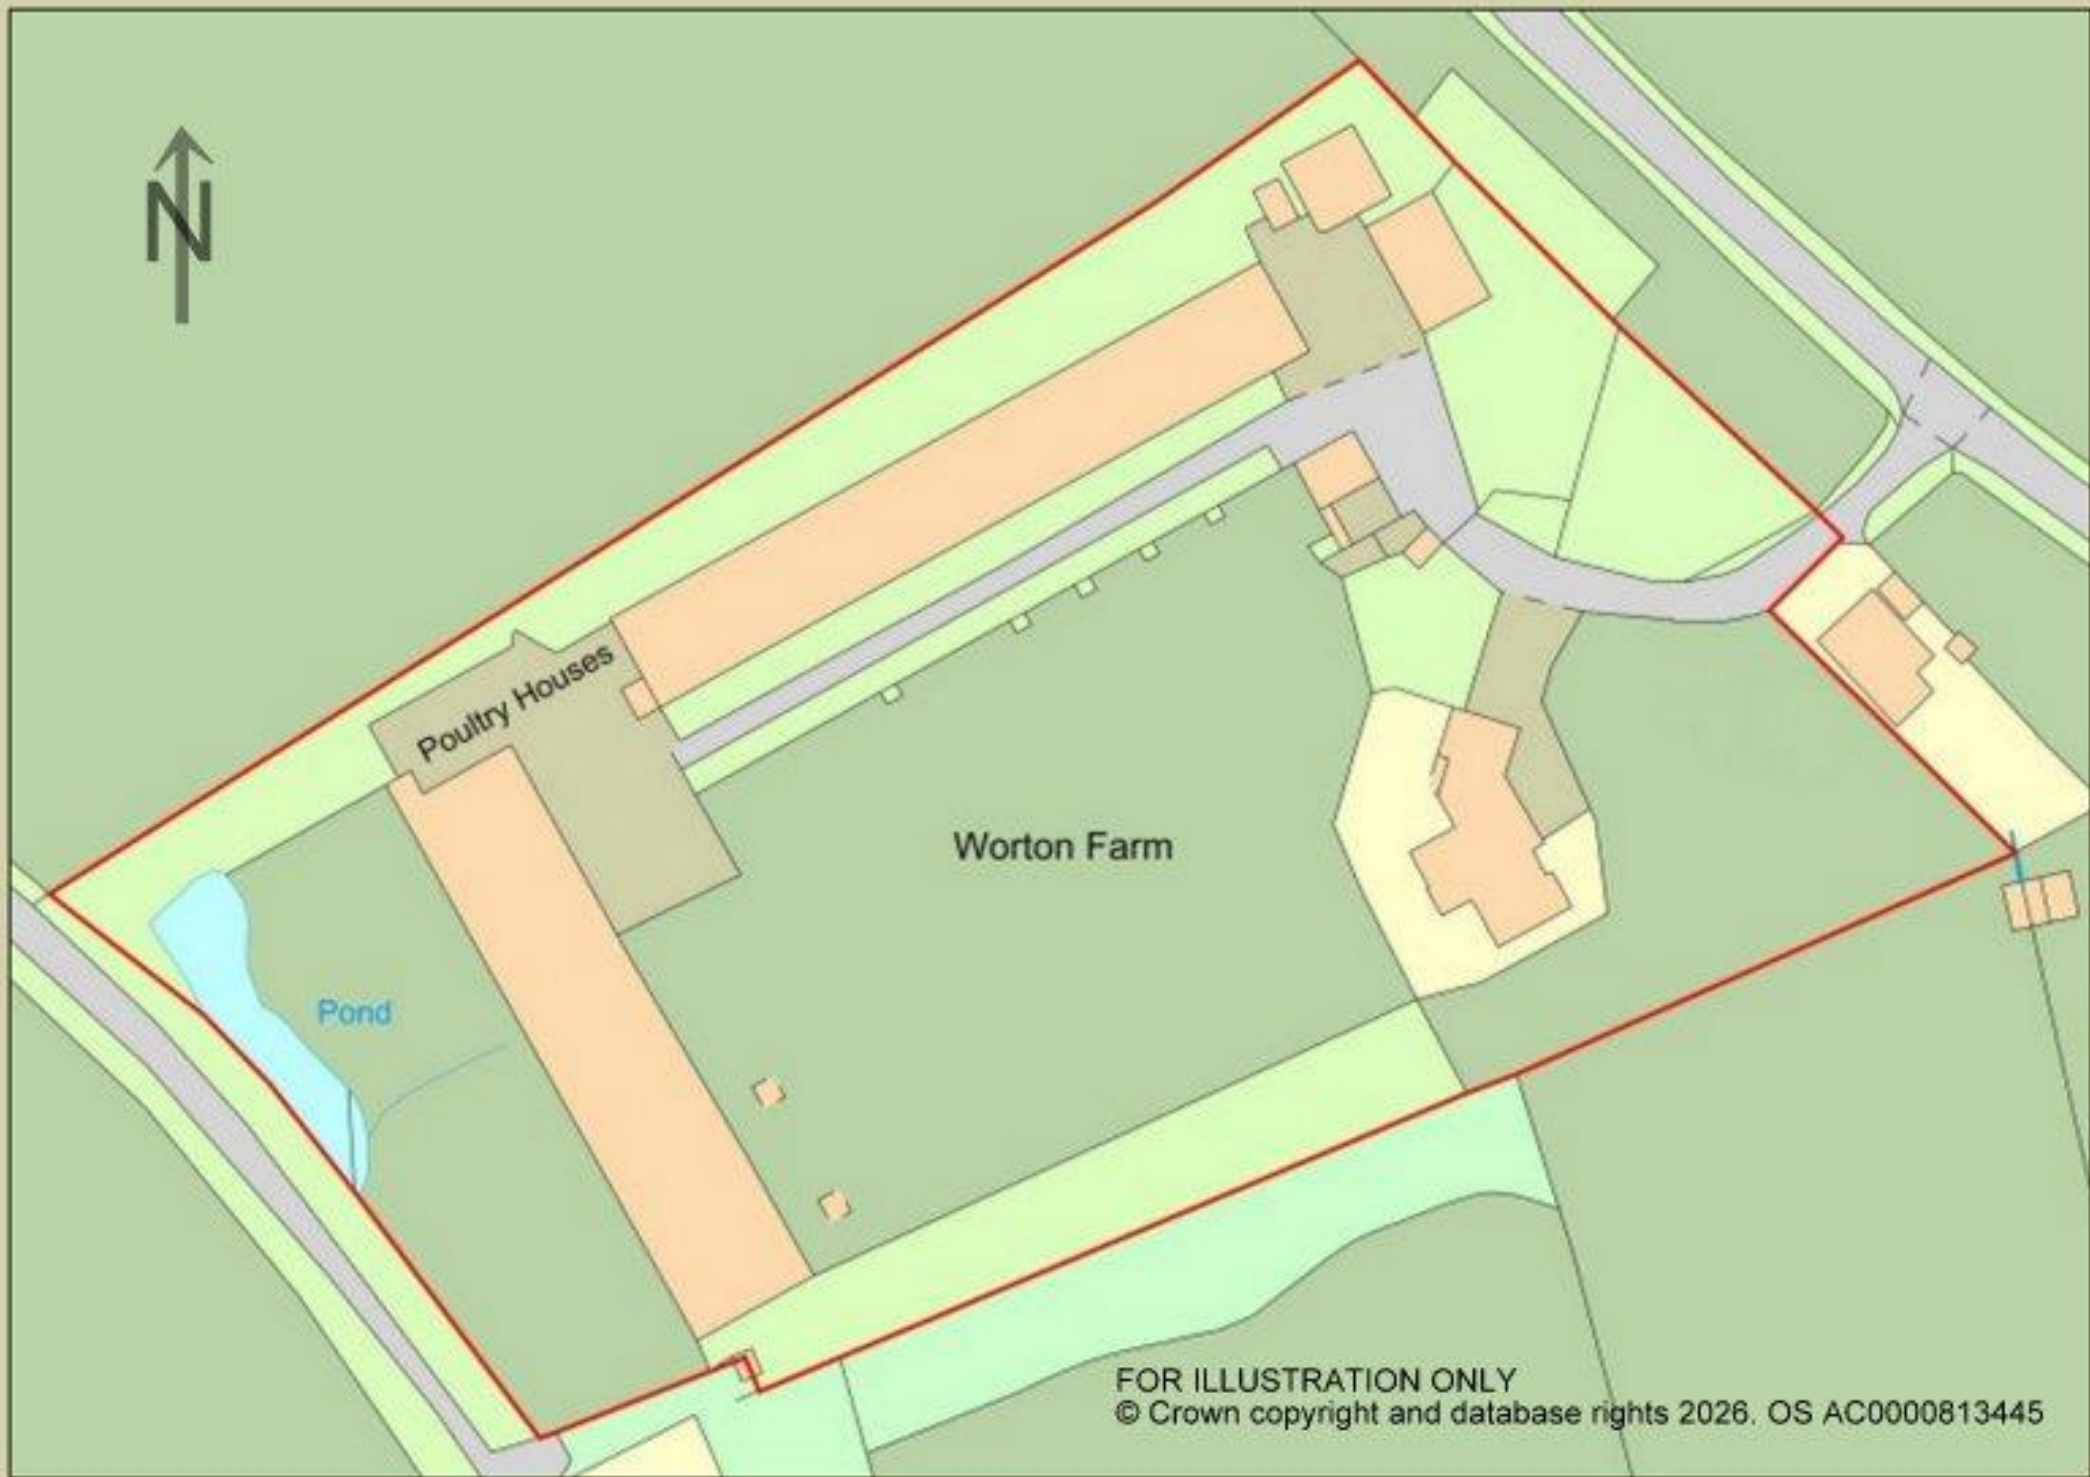 N
Poultry Houses
Worton Farm
Pond
FOR ILLUSTRATION ONLY
© Crown copyright and database rights 2026. OS AC0000813445